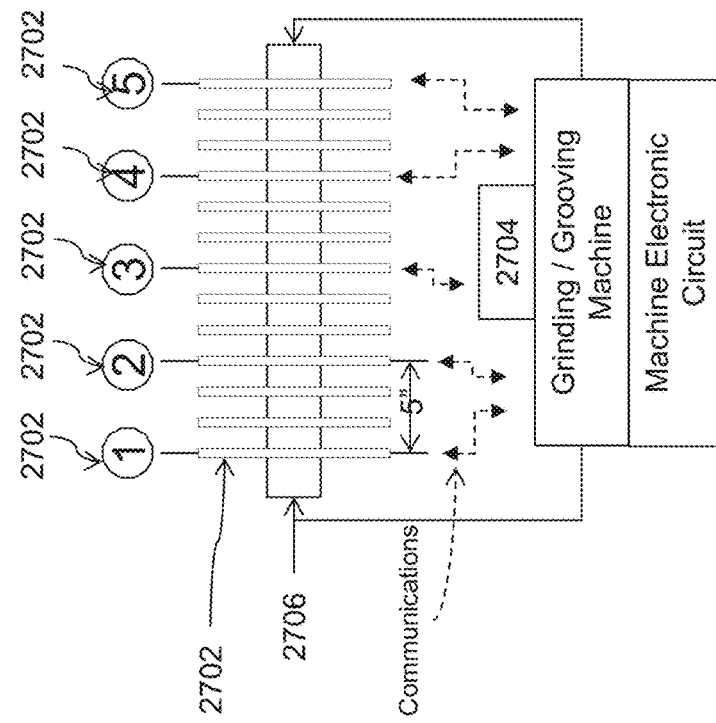 2702
2702
2702
2702
2702
1
2
3
4
5
2702
2706
5"
Communications
2704
Grinding / Grooving
Machine
Machine Electronic
Circuit